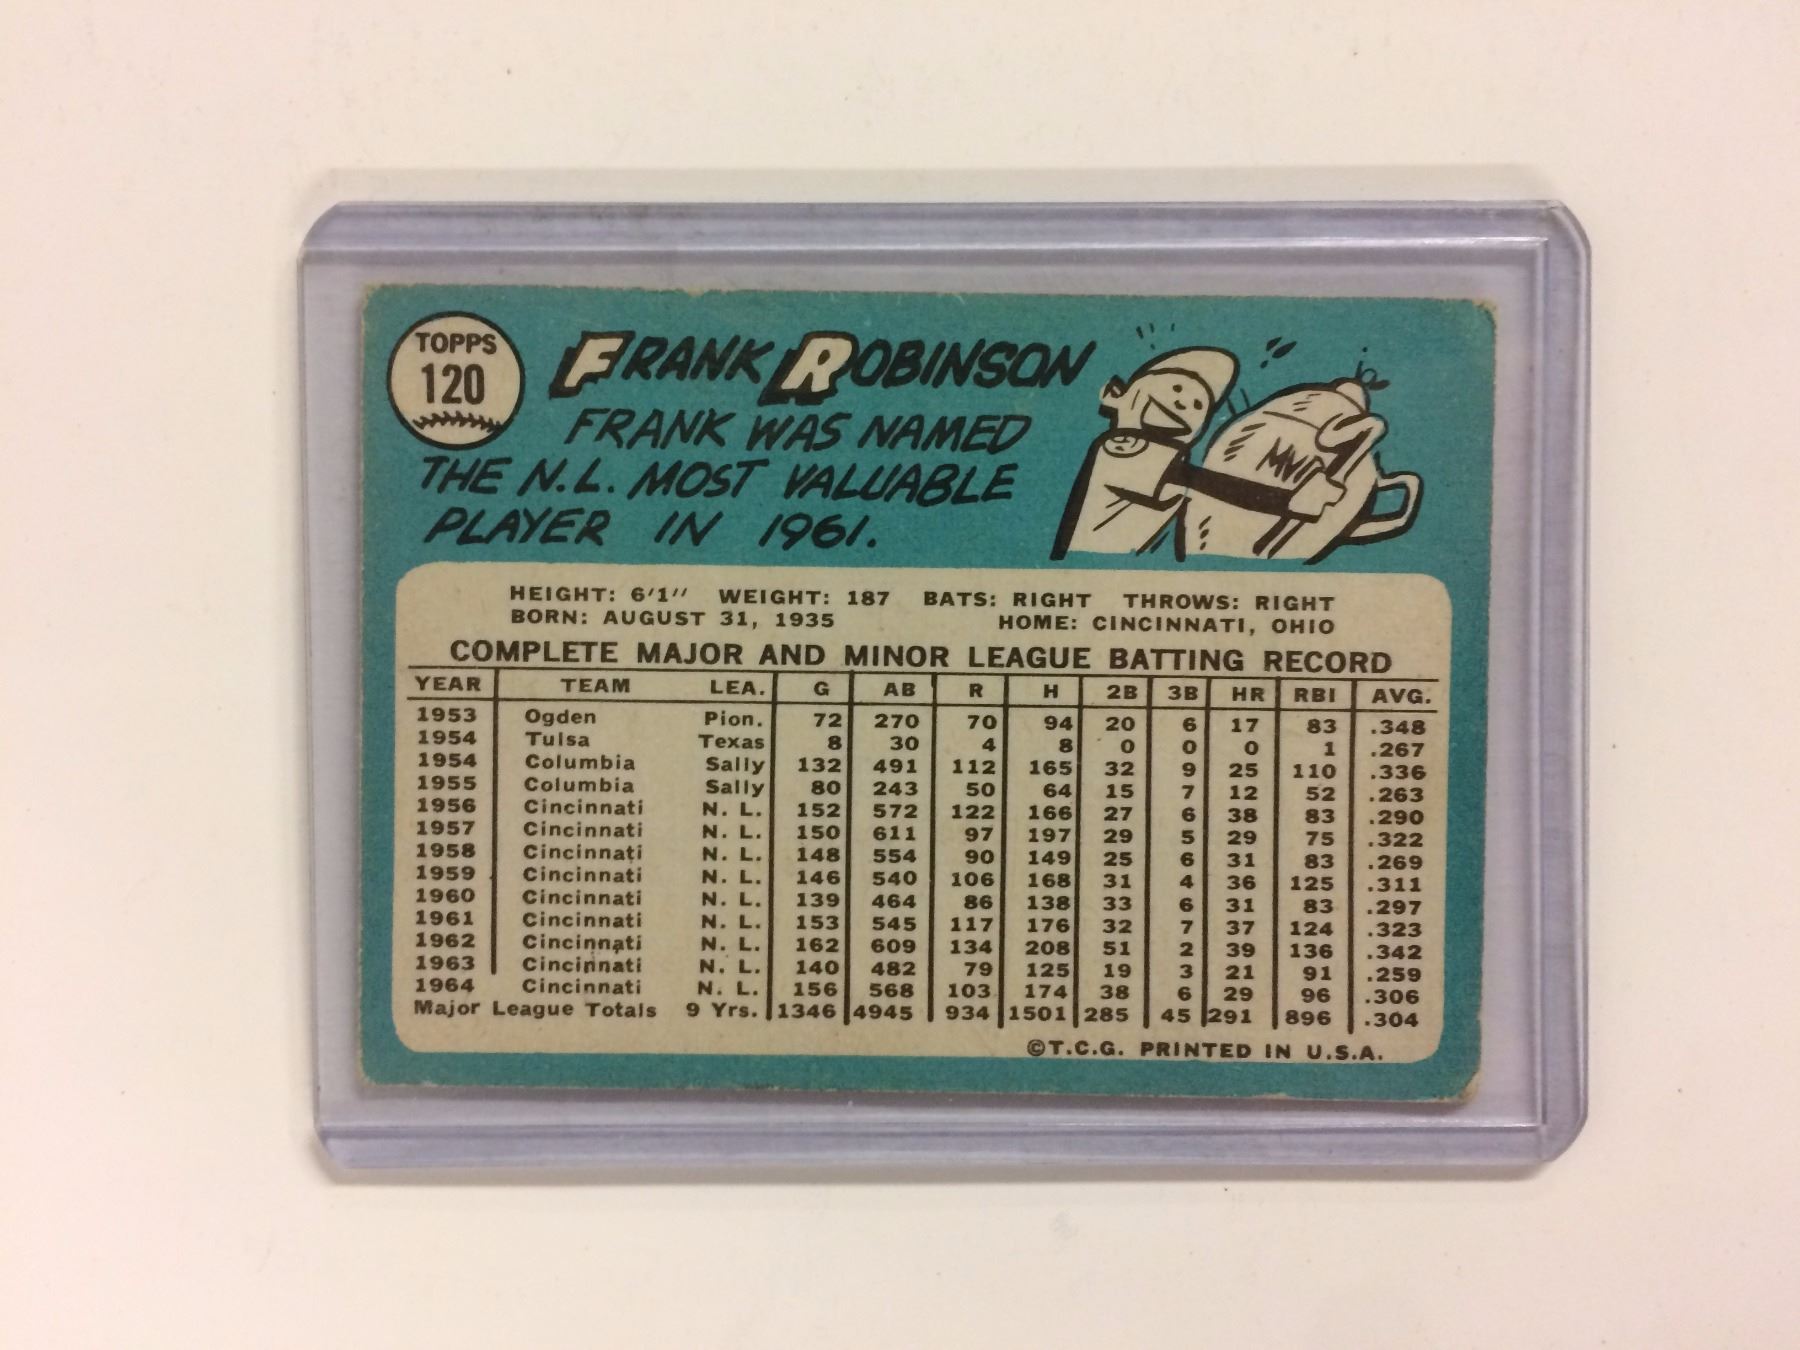 TOPPS
120
FRANK ROBINSON
FRANK WAS NAMED
THE N.L. MOST VALUABLE
PLAYER IN 1961.
MVP
HEIGHT: 6'1" WEIGHT: 187 BATS: RIGHT THROWS: RIGHT
BORN: AUGUST 31, 1935 HOME: CINCINNATI, OHIO
COMPLETE MAJOR AND MINOR LEAGUE BATTING RECORD
YEAR TEAM LEA. G AB R H 2B 3B HR RBI AVG.
1953 Ogden Pion. 72 270 70 94 20 6 17 83 .348
1954 Tulsa Texas 8 30 4 8 0 0 0 1 .267
1954 Columbia Sally 132 491 112 165 32 9 25 110 .336
1955 Columbia Sally 80 243 50 64 15 7 12 52 .263
1956 Cincinnati N. L. 152 572 122 166 27 6 38 83 .290
1957 Cincinnati N. L. 150 611 97 197 29 5 29 75 .322
1958 Cincinnati N. L. 148 554 90 149 25 6 31 83 .269
1959 Cincinnati N. L. 146 540 106 168 31 4 36 125 .311
1960 Cincinnati N. L. 139 464 86 138 33 6 31 83 .297
1961 Cincinnati N. L. 153 545 117 176 32 7 37 124 .323
1962 Cincinnati N. L. 162 609 134 208 51 2 39 136 .342
1963 Cincinnati N. L. 140 482 79 125 19 3 21 91 .259
1964 Cincinnati N. L. 156 568 103 174 38 6 29 96 .306
Major League Totals 9 Yrs. 1346 4945 934 1501 285 45 291 896 .304
©T.C.G. PRINTED IN U.S.A.